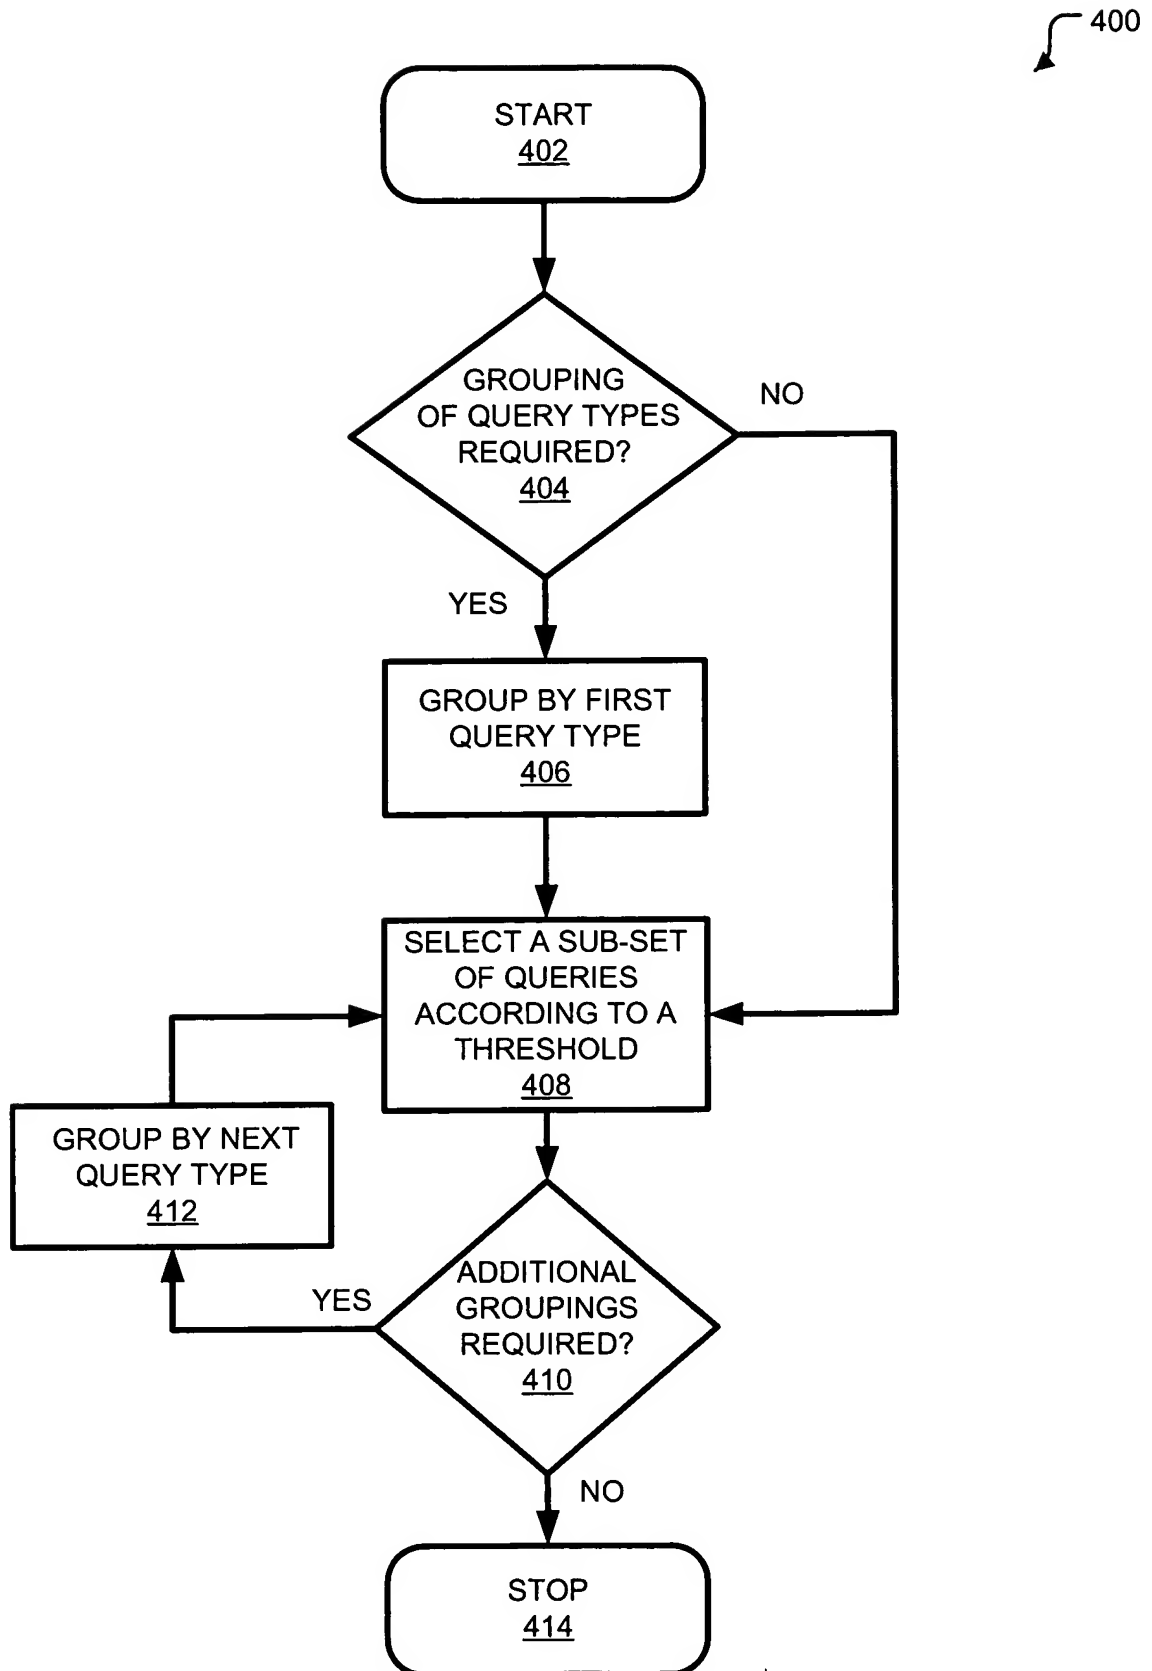 400
START
402
GROUPING
OF QUERY TYPES
REQUIRED?
404
NO
YES
GROUP BY FIRST
QUERY TYPE
406
SELECT A SUB-SET
OF QUERIES
ACCORDING TO A
THRESHOLD
408
GROUP BY NEXT
QUERY TYPE
412
YES
ADDITIONAL
GROUPINGS
REQUIRED?
410
NO
STOP
414